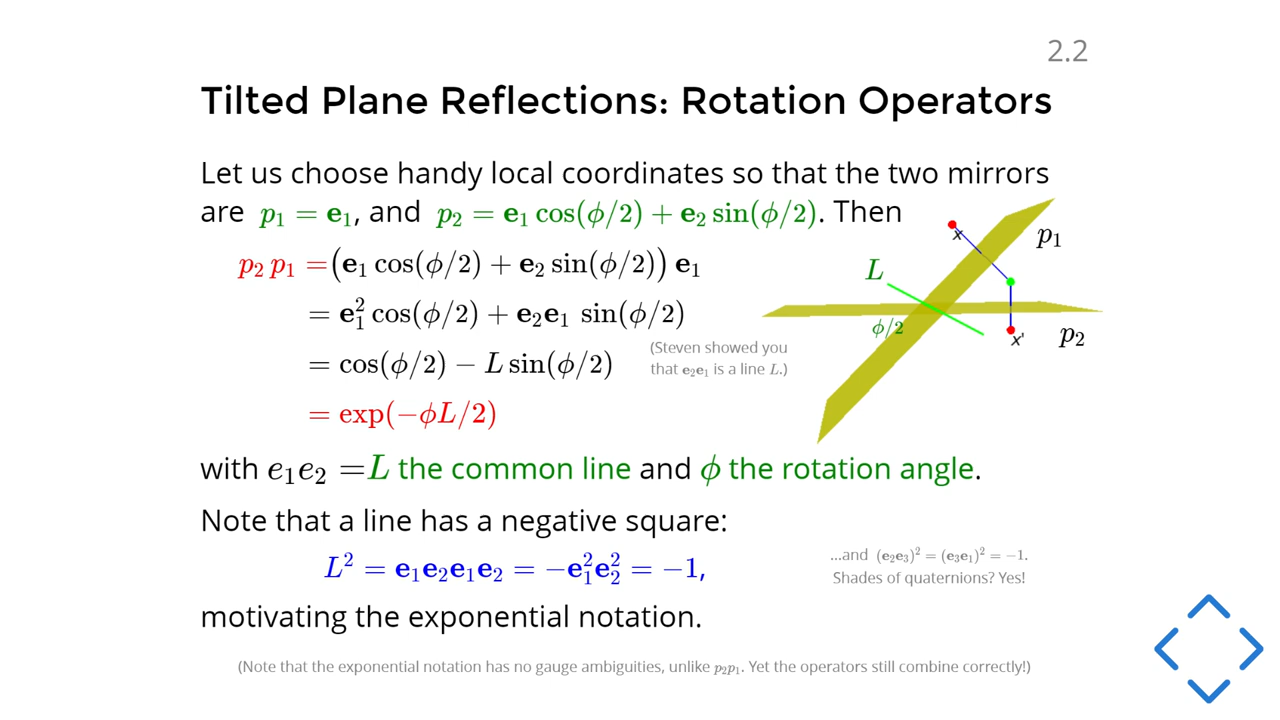 2.2
Tilted Plane Reflections: Rotation Operators
Let us choose handy local coordinates so that the two mirrors
are p₁ = e₁, and p₂ = e₁ cos(ϕ/2) + e₂ sin(ϕ/2). Then
p₂ p₁ = (e₁ cos(ϕ/2) + e₂ sin(ϕ/2)) e₁
= e₁² cos(ϕ/2) + e₂e₁ sin(ϕ/2)
= cos(ϕ/2) − L sin(ϕ/2)
(Steven showed you
that e₂e₁ is a line L.)
= exp(−ϕL/2)
x
p₁
L
ϕ/2
x'
p₂
with e₁e₂ = L the common line and ϕ the rotation angle.
Note that a line has a negative square:
L² = e₁e₂e₁e₂ = −e₁²e₂² = −1,
...and (e₂e₃)² = (e₃e₁)² = −1.
Shades of quaternions? Yes!
motivating the exponential notation.
(Note that the exponential notation has no gauge ambiguities, unlike p₂p₁. Yet the operators still combine correctly!)